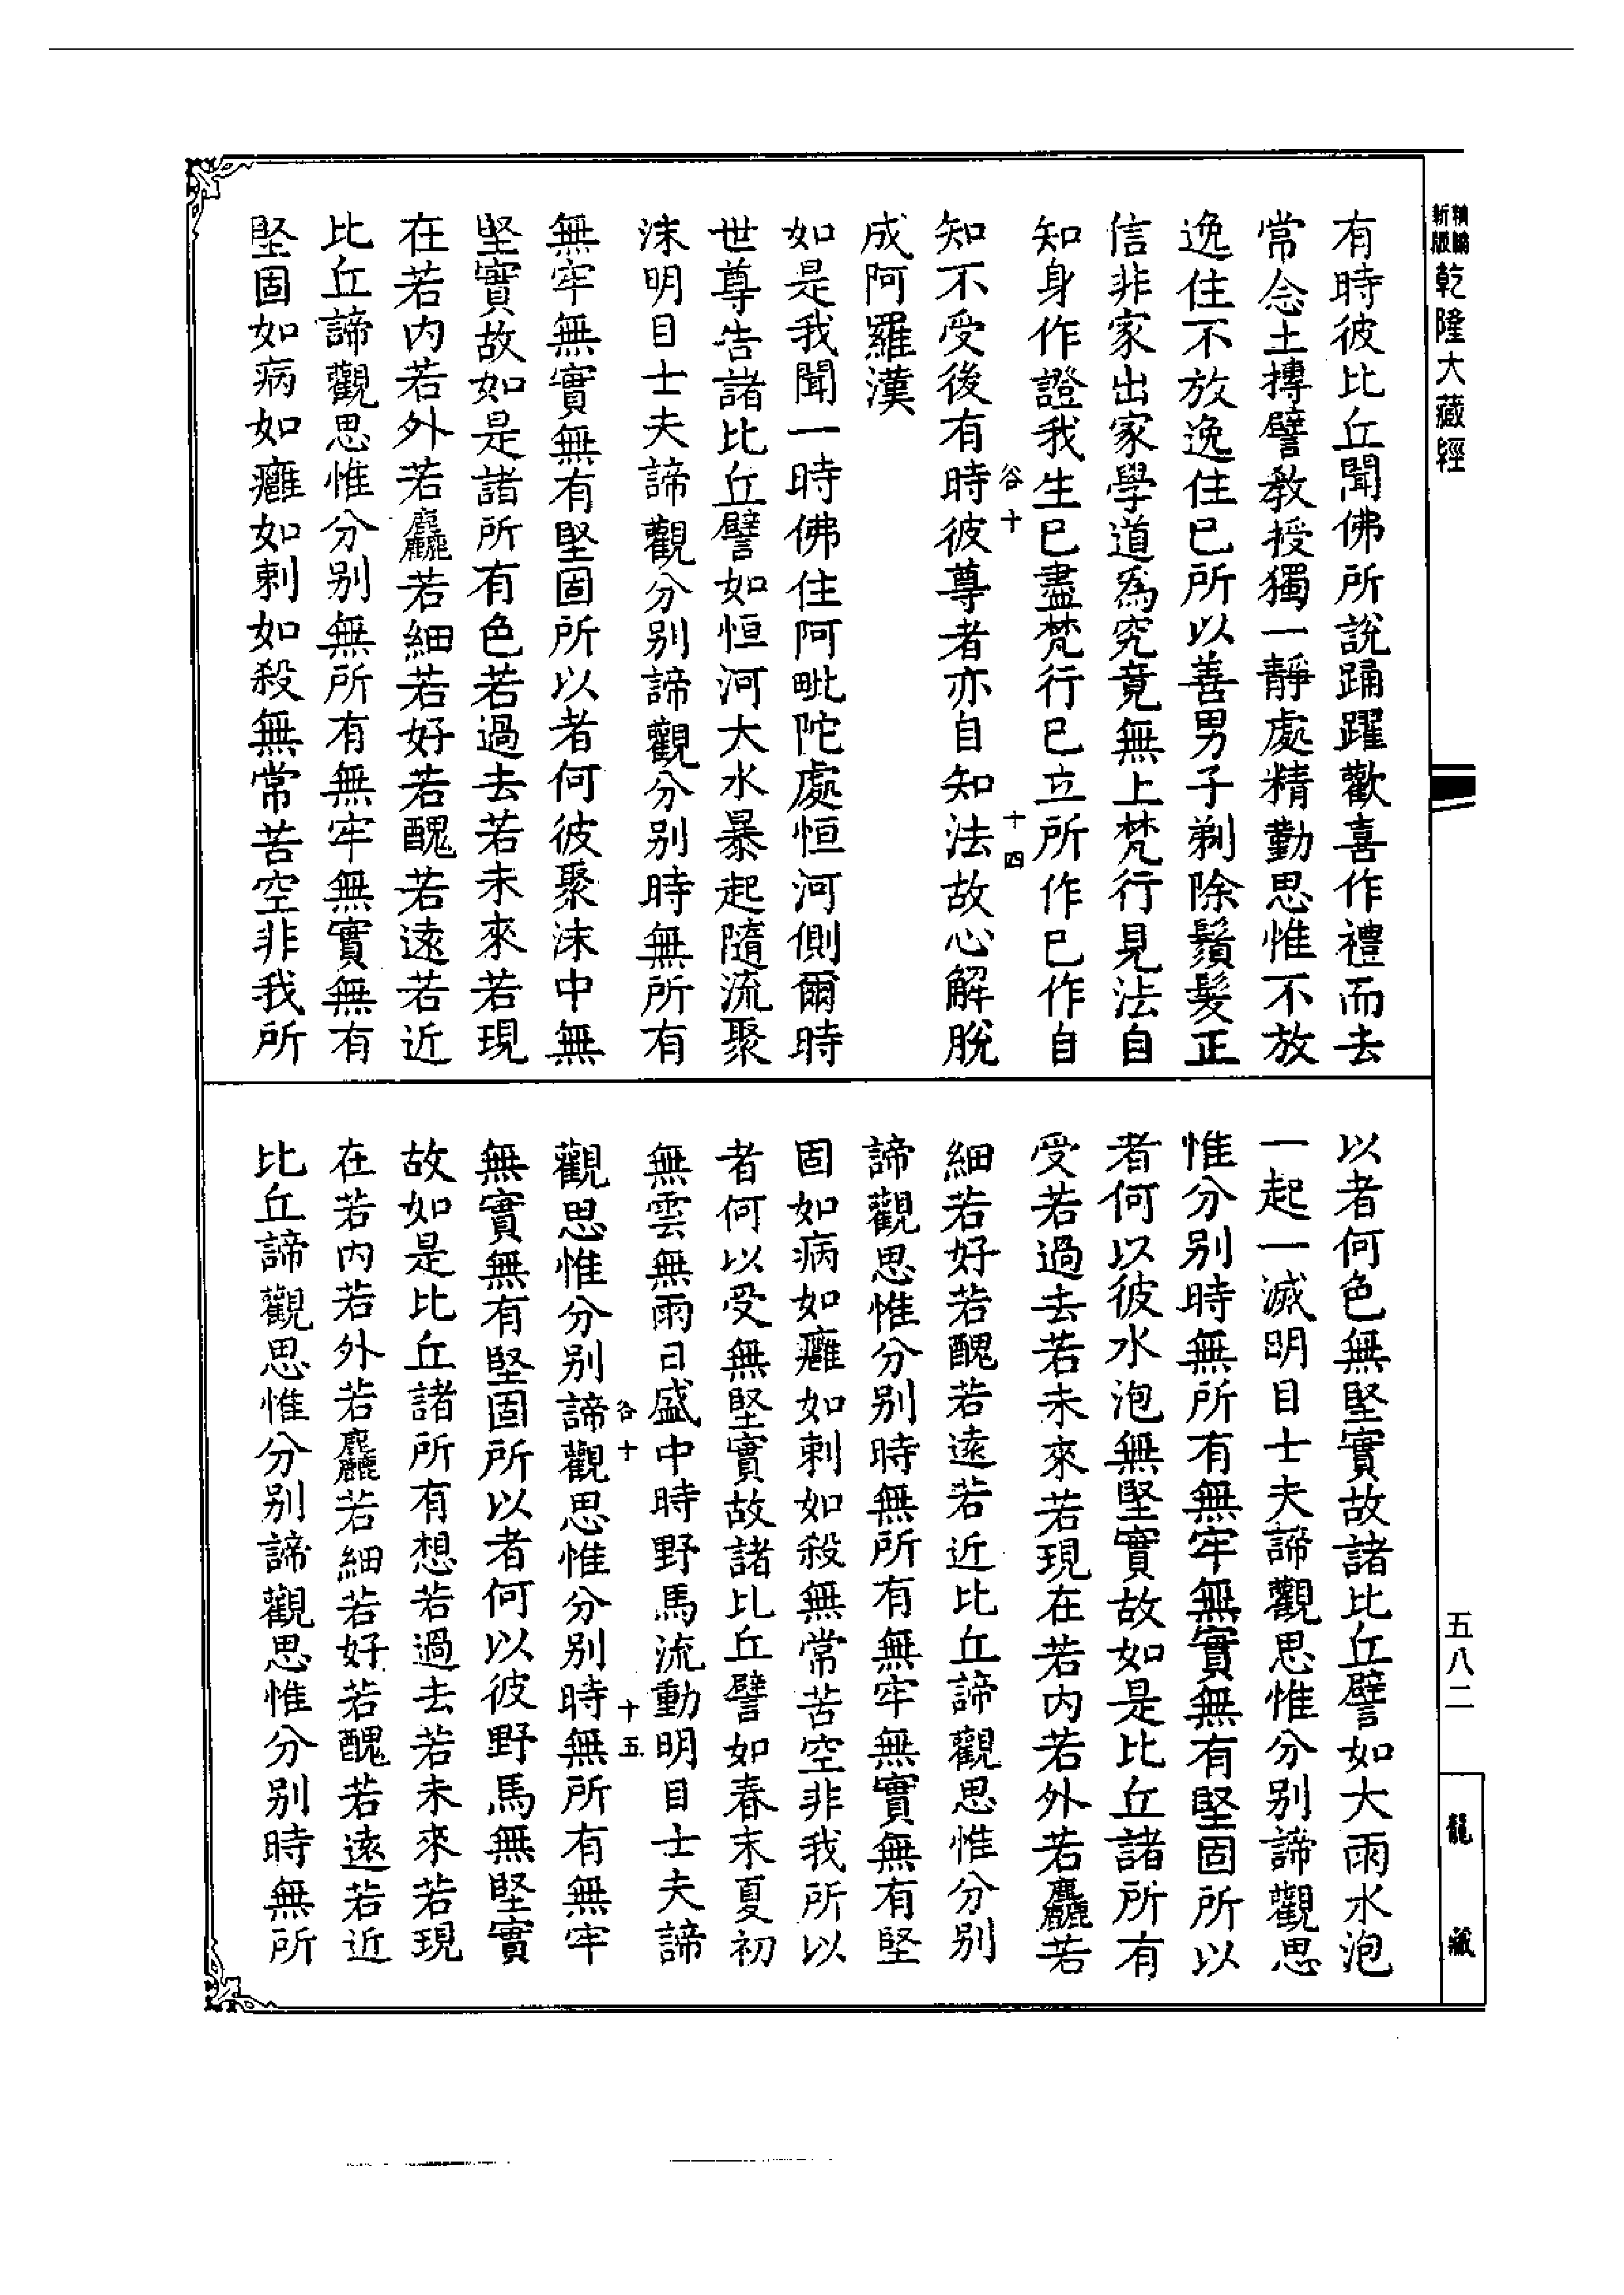 精編
新版
乾隆大藏經
五八二
龍藏
有時彼比丘聞佛所說踊躍歡喜作禮而去
常念土摶譬教授獨一靜處精勤思惟不放
逸住不放逸住已所以善男子剃除鬚髮正
信非家出家學道為究竟無上梵行見法自
知身作證我生已盡梵行已立所作已作自
谷十
十四
知不受後有時彼尊者亦自知法故心解脫
成阿羅漢
如是我聞一時佛住阿毗陀處恒河側爾時
世尊告諸比丘譬如恒河大水暴起隨流聚
沫明目士夫諦觀分別諦觀分別時無所有
無牢無實無有堅固所以者何彼聚沫中無
堅實故如是諸所有色若過去若未來若現
在若內若外若麤若細若好若醜若遠若近
比丘諦觀思惟分別無所有無牢無實無有
堅固如病如癰如刺如殺無常苦空非我所
以者何色無堅實故諸比丘譬如大雨水泡
一起一滅明目士夫諦觀思惟分別諦觀思
惟分別時無所有無牢無實無有堅固所以
者何以彼水泡無堅實故如是比丘諸所有
受若過去若未來若現在若內若外若麤若
細若好若醜若遠若近比丘諦觀思惟分別
諦觀思惟分別時無所有無牢無實無有堅
固如病如癰如刺如殺無常苦空非我所以
者何以受無堅實故諸比丘譬如春末夏初
無雲無雨日盛中時野馬流動明目士夫諦
谷十
十五
觀思惟分別諦觀思惟分別時無所有無牢
無實無有堅固所以者何以彼野馬無堅實
故如是比丘諸所有想若過去若未來若現
在若內若外若麤若細若好若醜若遠若近
比丘諦觀思惟分別諦觀思惟分別時無所